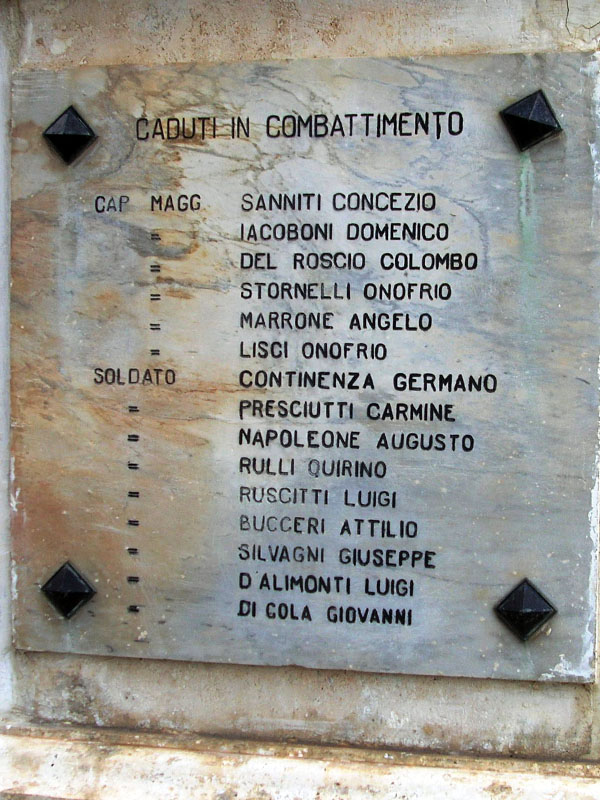 CADUTI IN COMBATTIMENTO
CAP MAGG SANNITI CONCEZIO
= IACOBONI DOMENICO
= DEL ROSCIO COLOMBO
= STORNELLI ONOFRIO
= MARRONE ANGELO
= LISCI ONOFRIO
SOLDATO CONTINENZA GERMANO
= PRESCIUTTI CARMINE
= NAPOLEONE AUGUSTO
= RULLI QUIRINO
= RUSCITTI LUIGI
= BUCCERI ATTILIO
= SILVAGNI GIUSEPPE
= D'ALIMONTI LUIGI
= DI COLA GIOVANNI